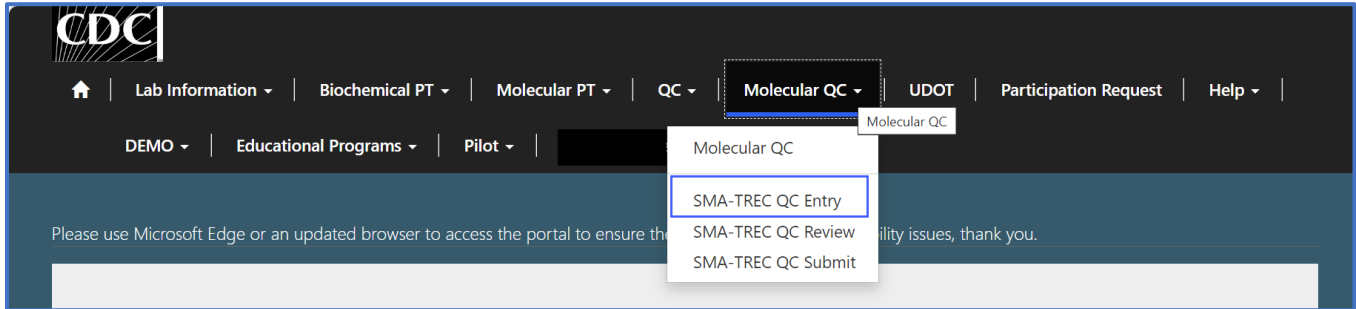 CDC
Lab Information Biochemical PT Molecular PT QC Molecular QC UDOT Participation Request Help
Molecular QC
DEMO Educational Programs Pilot
Molecular QC
SMA-TREC QC Entry
Please use Microsoft Edge or an updated browser to access the portal to ensure the
SMA-TREC QC Review
ility issues, thank you.
SMA-TREC QC Submit